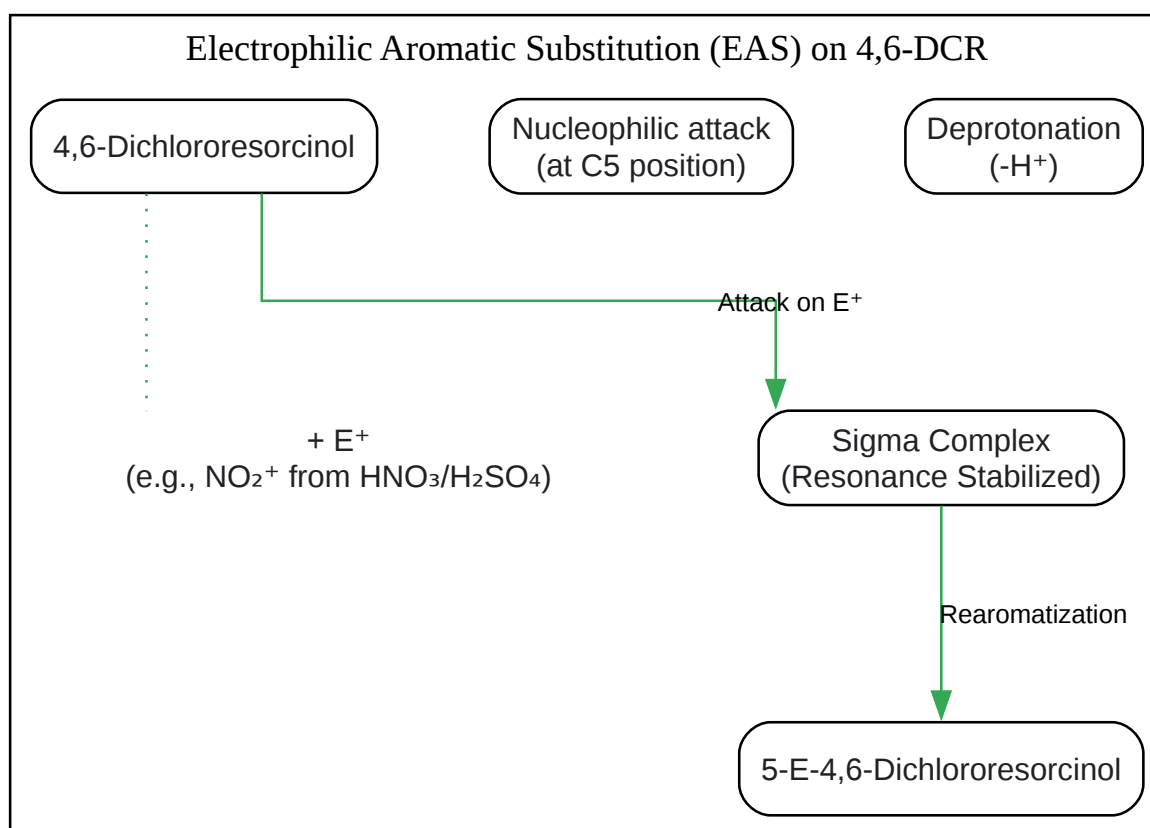 Electrophilic Aromatic Substitution (EAS) on 4,6-DCR
4,6-Dichlororesorcinol
Nucleophilic attack
(at C5 position)
Deprotonation
(-H⁺)
Attack on E⁺
+ E⁺
(e.g., NO₂⁺ from HNO₃/H₂SO₄)
Sigma Complex
(Resonance Stabilized)
Rearomatization
5-E-4,6-Dichlororesorcinol